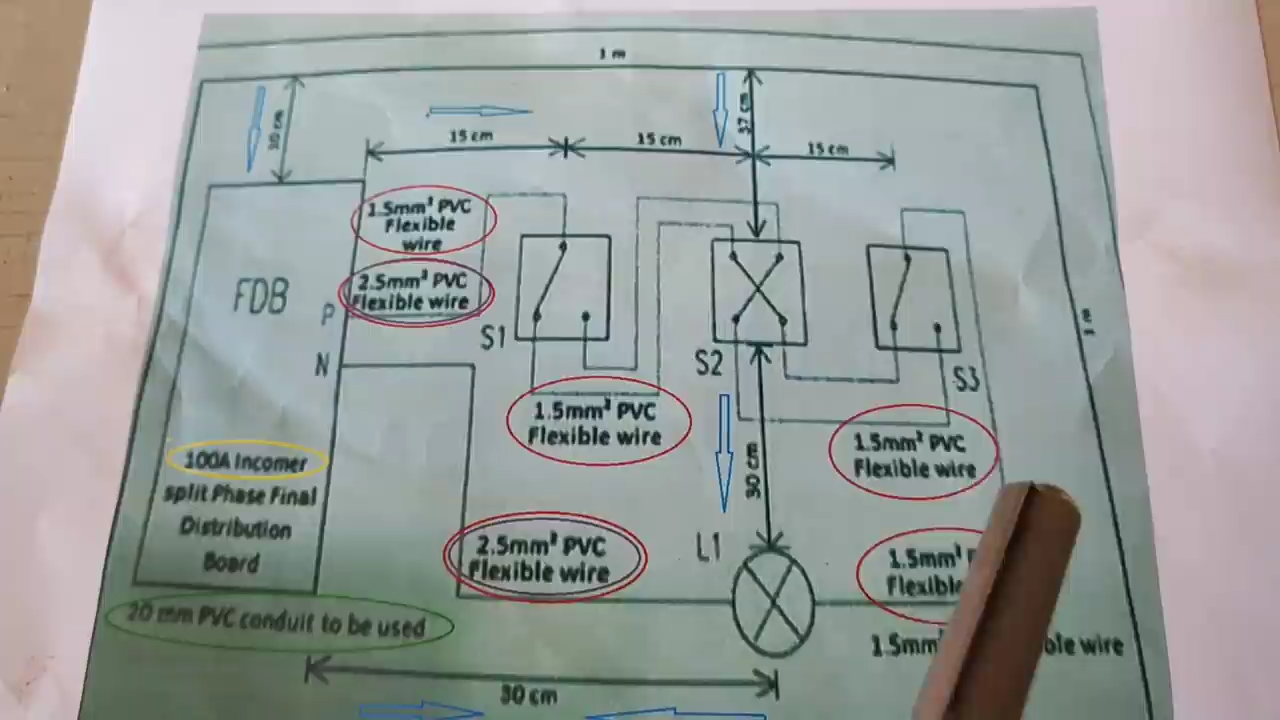 1 m
10 cm
15 cm
15 cm
37 cm
15 cm
1.5mm² PVC
Flexible
wire
2.5mm² PVC
Flexible wire
FDB
P
N
S1
S2
S3
1 m
1.5mm² PVC
Flexible wire
1.5mm² PVC
Flexible wire
30 cm
100A Incomer
split Phase Final
Distribution
Board
2.5mm² PVC
Flexible wire
L1
1.5mm²
20 mm PVC conduit to be used
wire
30 cm